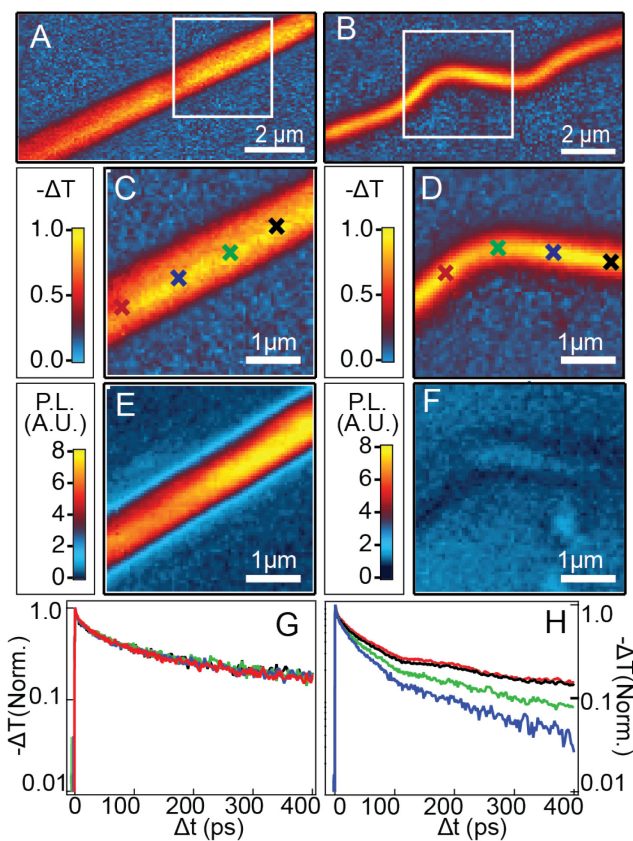 A
2 µm
B
2 µm
-ΔT
1.0
0.5
0.0
C
1µm
-ΔT
1.0
0.5
0.0
D
1µm
P.L.
(A.U.)
8
6
4
2
0
E
1µm
P.L.
(A.U.)
8
6
4
2
0
F
1µm
-ΔT(Norm.)
1.0
0.1
0.01
G
0 100 200 300 400
Δt (ps)
H
1.0
0.1
0.01
-ΔT(Norm.)
0 100 200 300 400
Δt (ps)